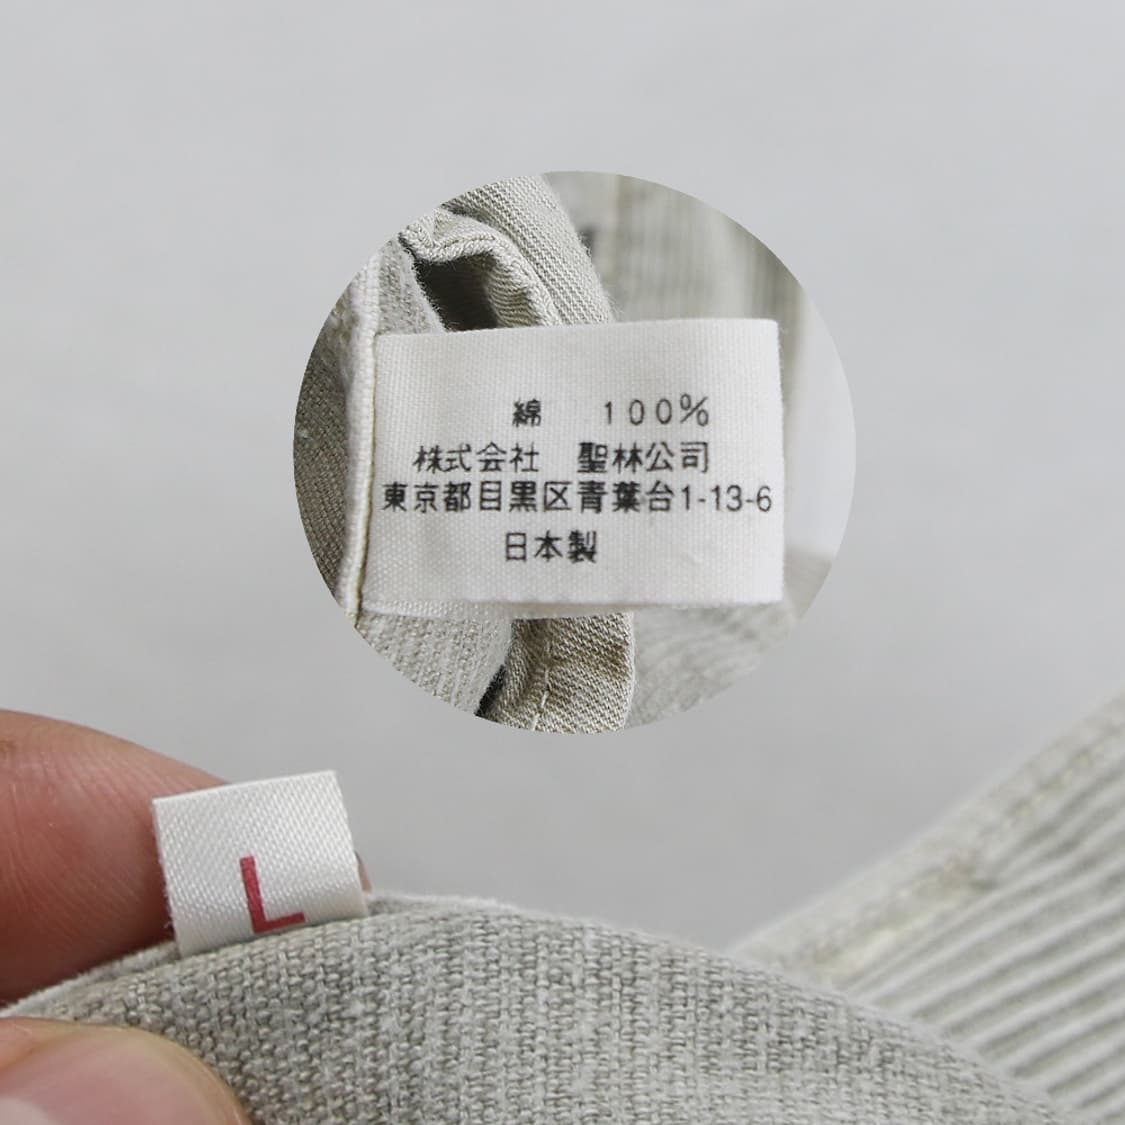 綿 100%
株式会社 聖林公司
東京都目黒区青葉台1-13-6
日本製
L